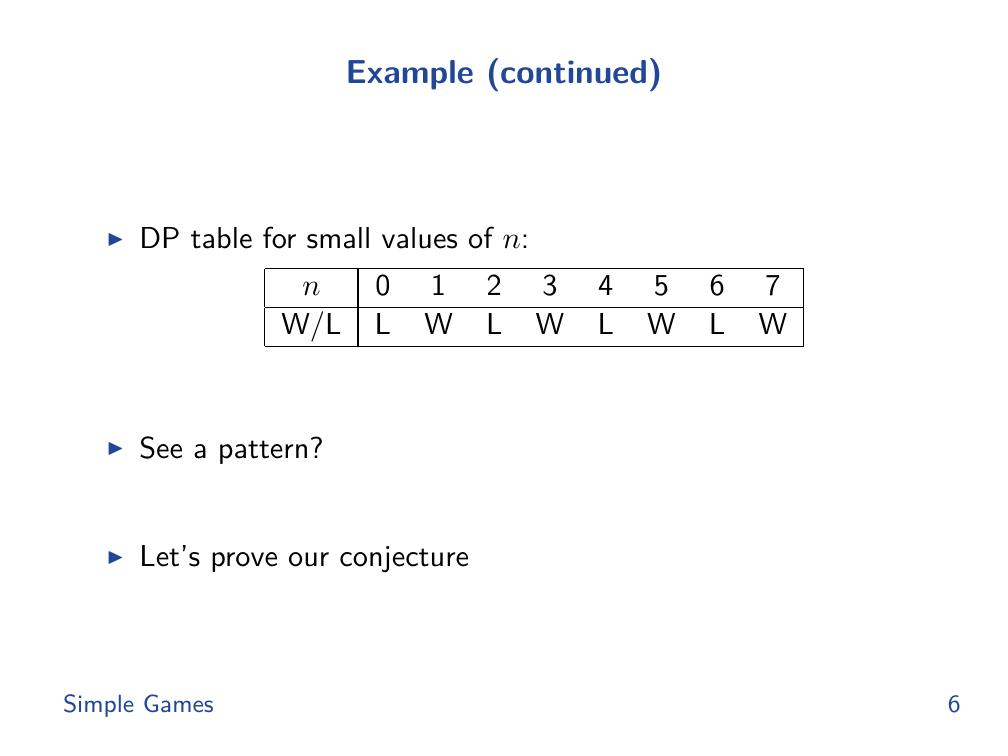 Example (continued)
▶ DP table for small values of n:
n 0 1 2 3 4 5 6 7
W/L L W L W L W L W
▶ See a pattern?
▶ Let's prove our conjecture
Simple Games 6